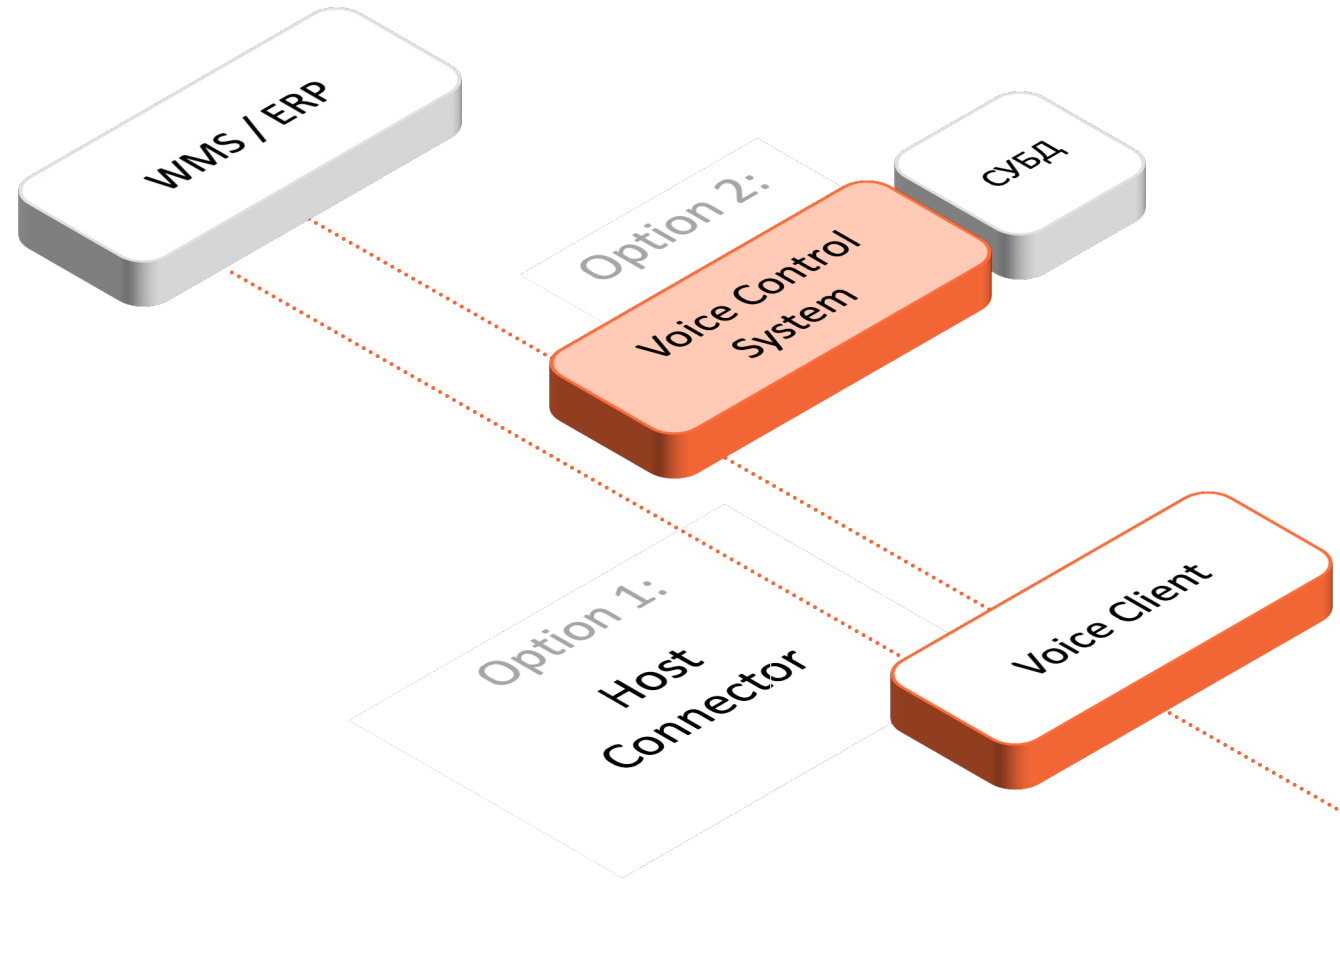 WMS / ERP
СУБД
Option 2:
Voice Control
System
Option 1:
Host
Connector
Voice Client